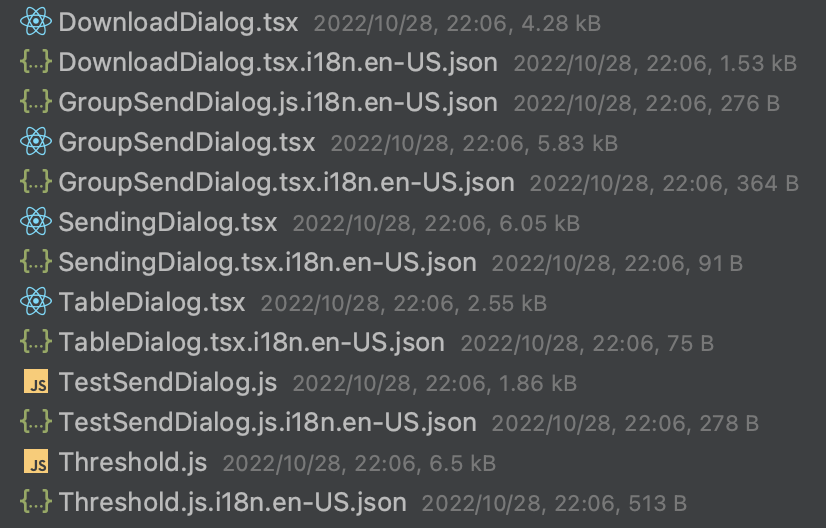 DownloadDialog.tsx 2022/10/28, 22:06, 4.28 kB
{...} DownloadDialog.tsx.i18n.en-US.json 2022/10/28, 22:06, 1.53 kB
{...} GroupSendDialog.js.i18n.en-US.json 2022/10/28, 22:06, 276 B
GroupSendDialog.tsx 2022/10/28, 22:06, 5.83 kB
{...} GroupSendDialog.tsx.i18n.en-US.json 2022/10/28, 22:06, 364 B
SendingDialog.tsx 2022/10/28, 22:06, 6.05 kB
{...} SendingDialog.tsx.i18n.en-US.json 2022/10/28, 22:06, 91 B
TableDialog.tsx 2022/10/28, 22:06, 2.55 kB
{...} TableDialog.tsx.i18n.en-US.json 2022/10/28, 22:06, 75 B
JS TestSendDialog.js 2022/10/28, 22:06, 1.86 kB
{...} TestSendDialog.js.i18n.en-US.json 2022/10/28, 22:06, 278 B
JS Threshold.js 2022/10/28, 22:06, 6.5 kB
{...} Threshold.js.i18n.en-US.json 2022/10/28, 22:06, 513 B